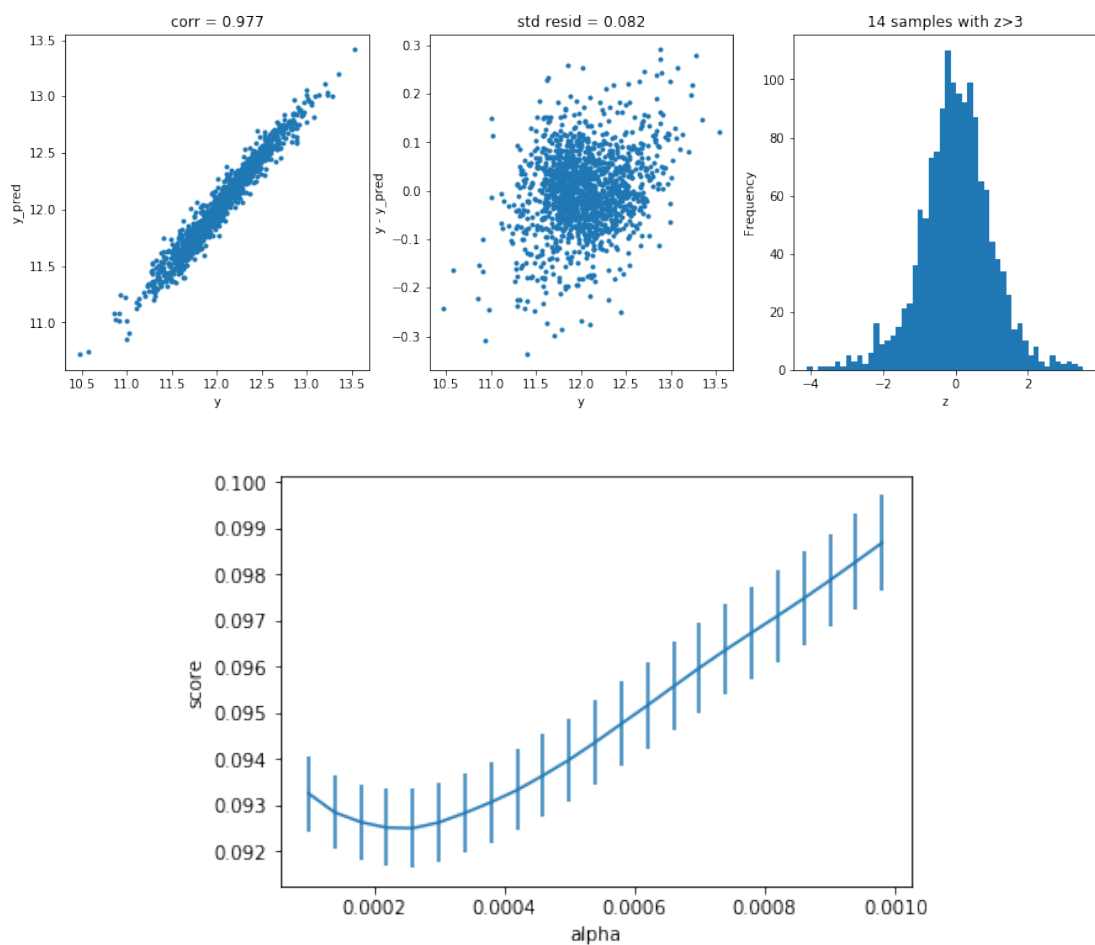 corr = 0.977
13.5
13.0
12.5
12.0
11.5
11.0
y_pred
10.5 11.0 11.5 12.0 12.5 13.0 13.5
y
std resid = 0.082
0.3
0.2
0.1
0.0
−0.1
−0.2
−0.3
y - y_pred
10.5 11.0 11.5 12.0 12.5 13.0 13.5
y
14 samples with z>3
100
80
60
40
20
0
Frequency
−4 −2 0 2
z
0.100
0.099
0.098
0.097
0.096
0.095
0.094
0.093
0.092
score
0.0002 0.0004 0.0006 0.0008 0.0010
alpha